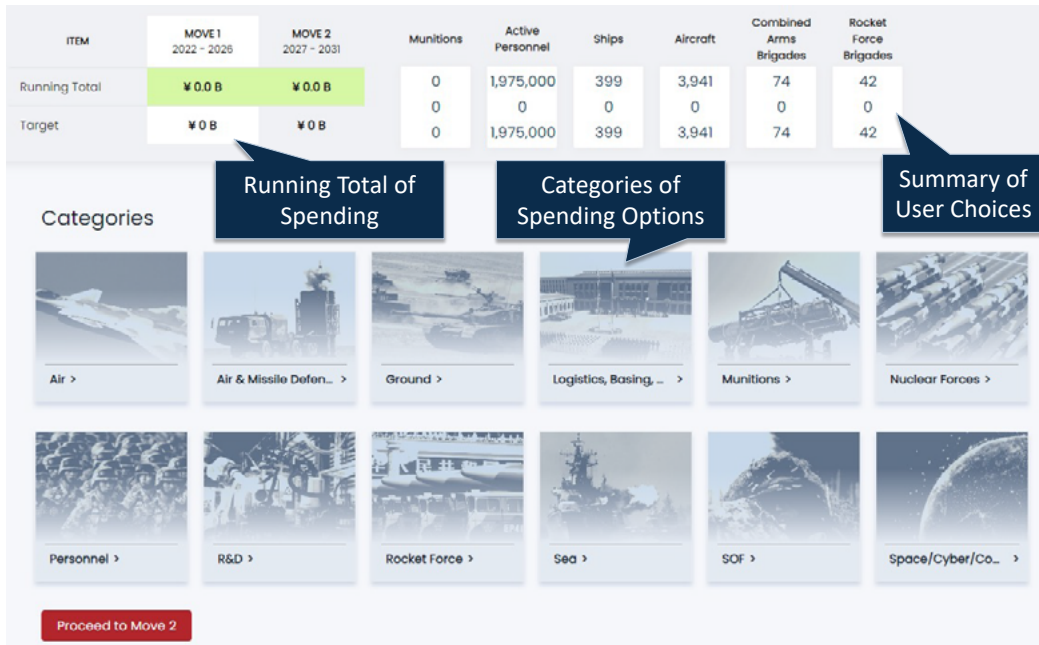 ITEM
MOVE 1
2022 - 2026
MOVE 2
2027 - 2031
Munitions
Active
Personnel
Ships
Aircraft
Combined
Arms
Brigades
Rocket
Force
Brigades
Running Total
¥ 0.0 B
¥ 0.0 B
0
1,975,000
399
3,941
74
42
0
0
0
0
0
0
Target
¥ 0 B
¥ 0 B
0
1,975,000
399
3,941
74
42
Running Total of
Spending
Categories of
Spending Options
Summary of
User Choices
Categories
Air >
Air & Missile Defen... >
Ground >
Logistics, Basing, ... >
Munitions >
Nuclear Forces >
Personnel >
R&D >
Rocket Force >
Sea >
SOF >
Space/Cyber/Co... >
Proceed to Move 2